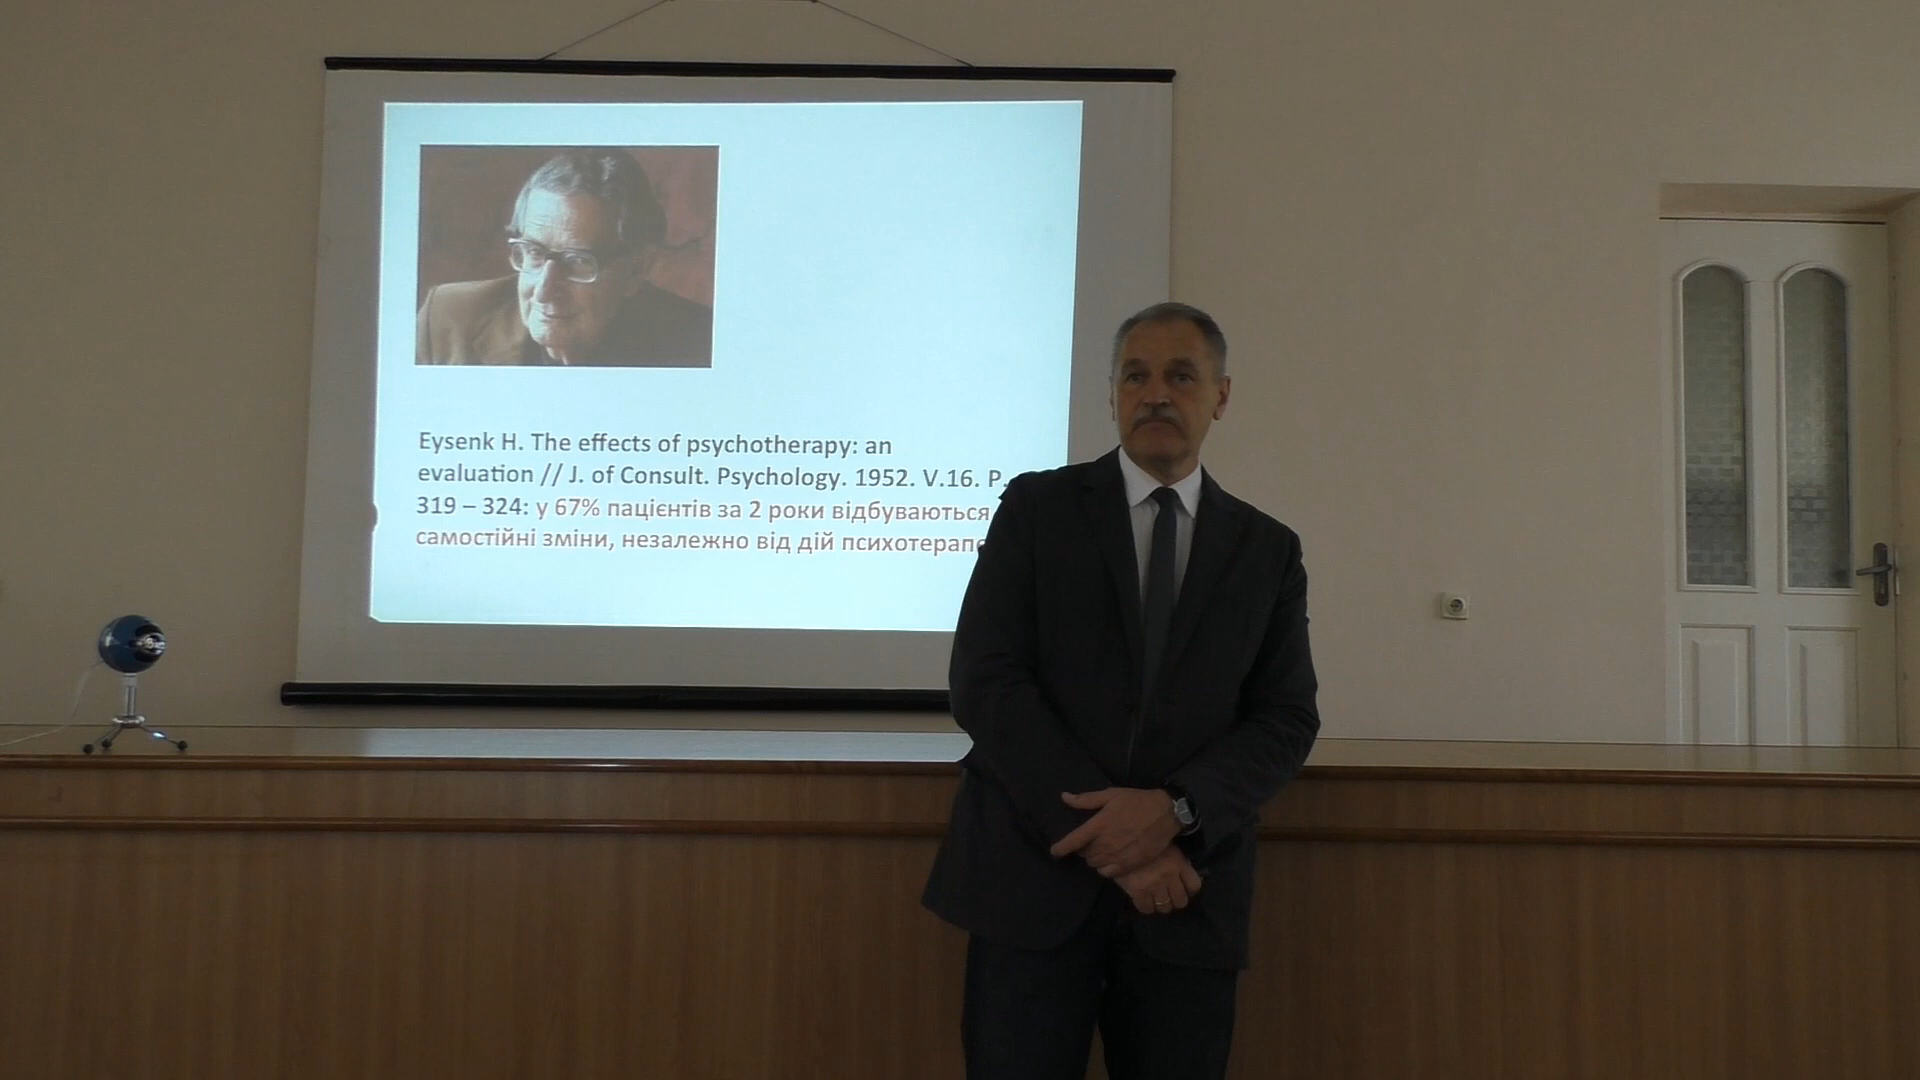 Eysenk H. The effects of psychotherapy: an
evaluation // J. of Consult. Psychology. 1952. V.16. P.
319 – 324: у 67% пацієнтів за 2 роки відбуваються
самостійні зміни, незалежно від дій